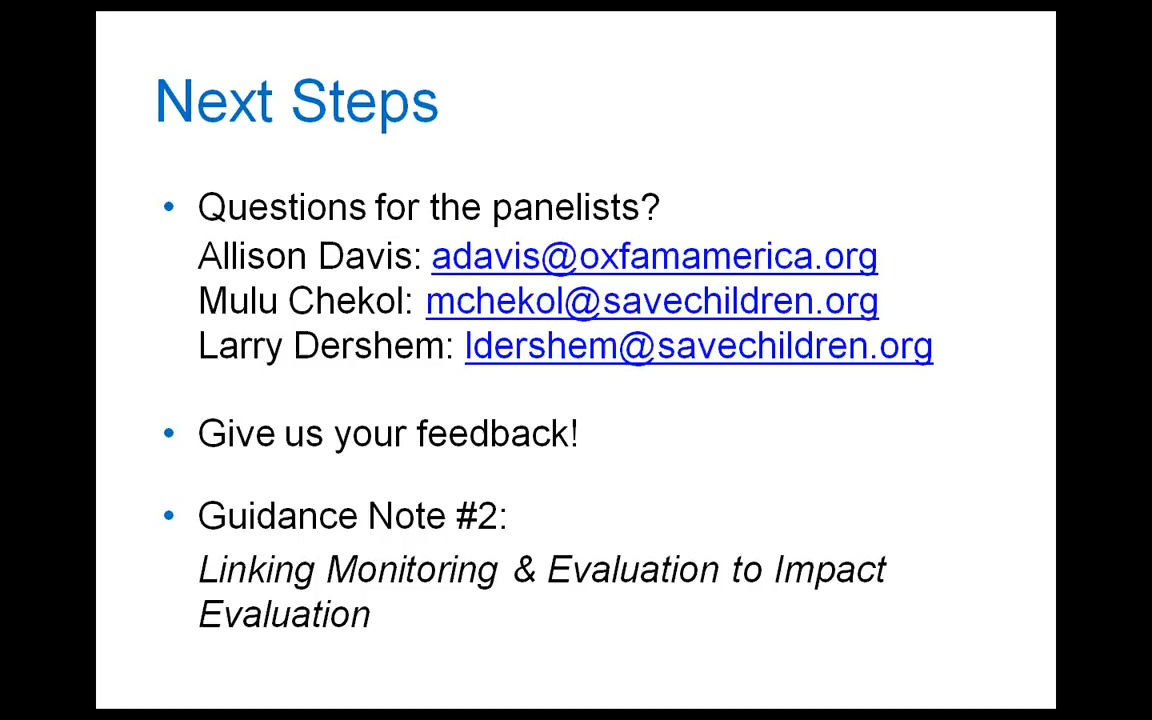 Next Steps
• Questions for the panelists?
Allison Davis: adavis@oxfamamerica.org
Mulu Chekol: mchekol@savechildren.org
Larry Dershem: ldershem@savechildren.org
• Give us your feedback!
• Guidance Note #2:
Linking Monitoring & Evaluation to Impact
Evaluation